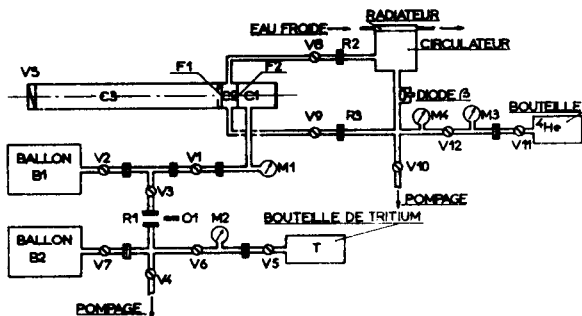 RADIATEUR
EAU FROIDE
V8 R2 CIRCULATEUR
VS F1 F2
C3 C2 C1
DIODE β
BOUTEILLE
V9 R3 M4 M3 ⁴He
V12 V11
BALLON B1
V2 V1 M1
V10
V3
POMPAGE
R1 O1 M2 BOUTEILLE DE TRITIUM
BALLON B2
V7 V6 V5 T
V4
POMPAGE